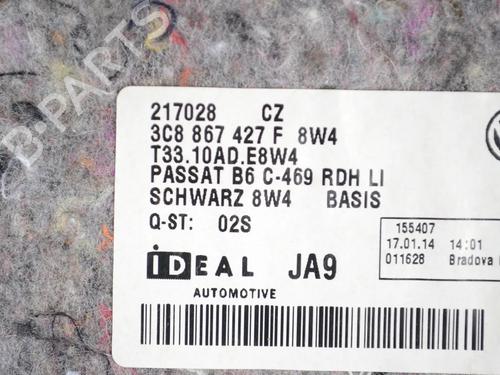 B-PARTS
217028 CZ
3C8 867 427 F 8W4
T33.10AD.E8W4
PASSAT B6 C-469 RDH LI
SCHWARZ 8W4 BASIS
Q-ST: 02S
iDEAL JA9
AUTOMOTIVE
155407
17.01.14 14:01
011628 Bradova